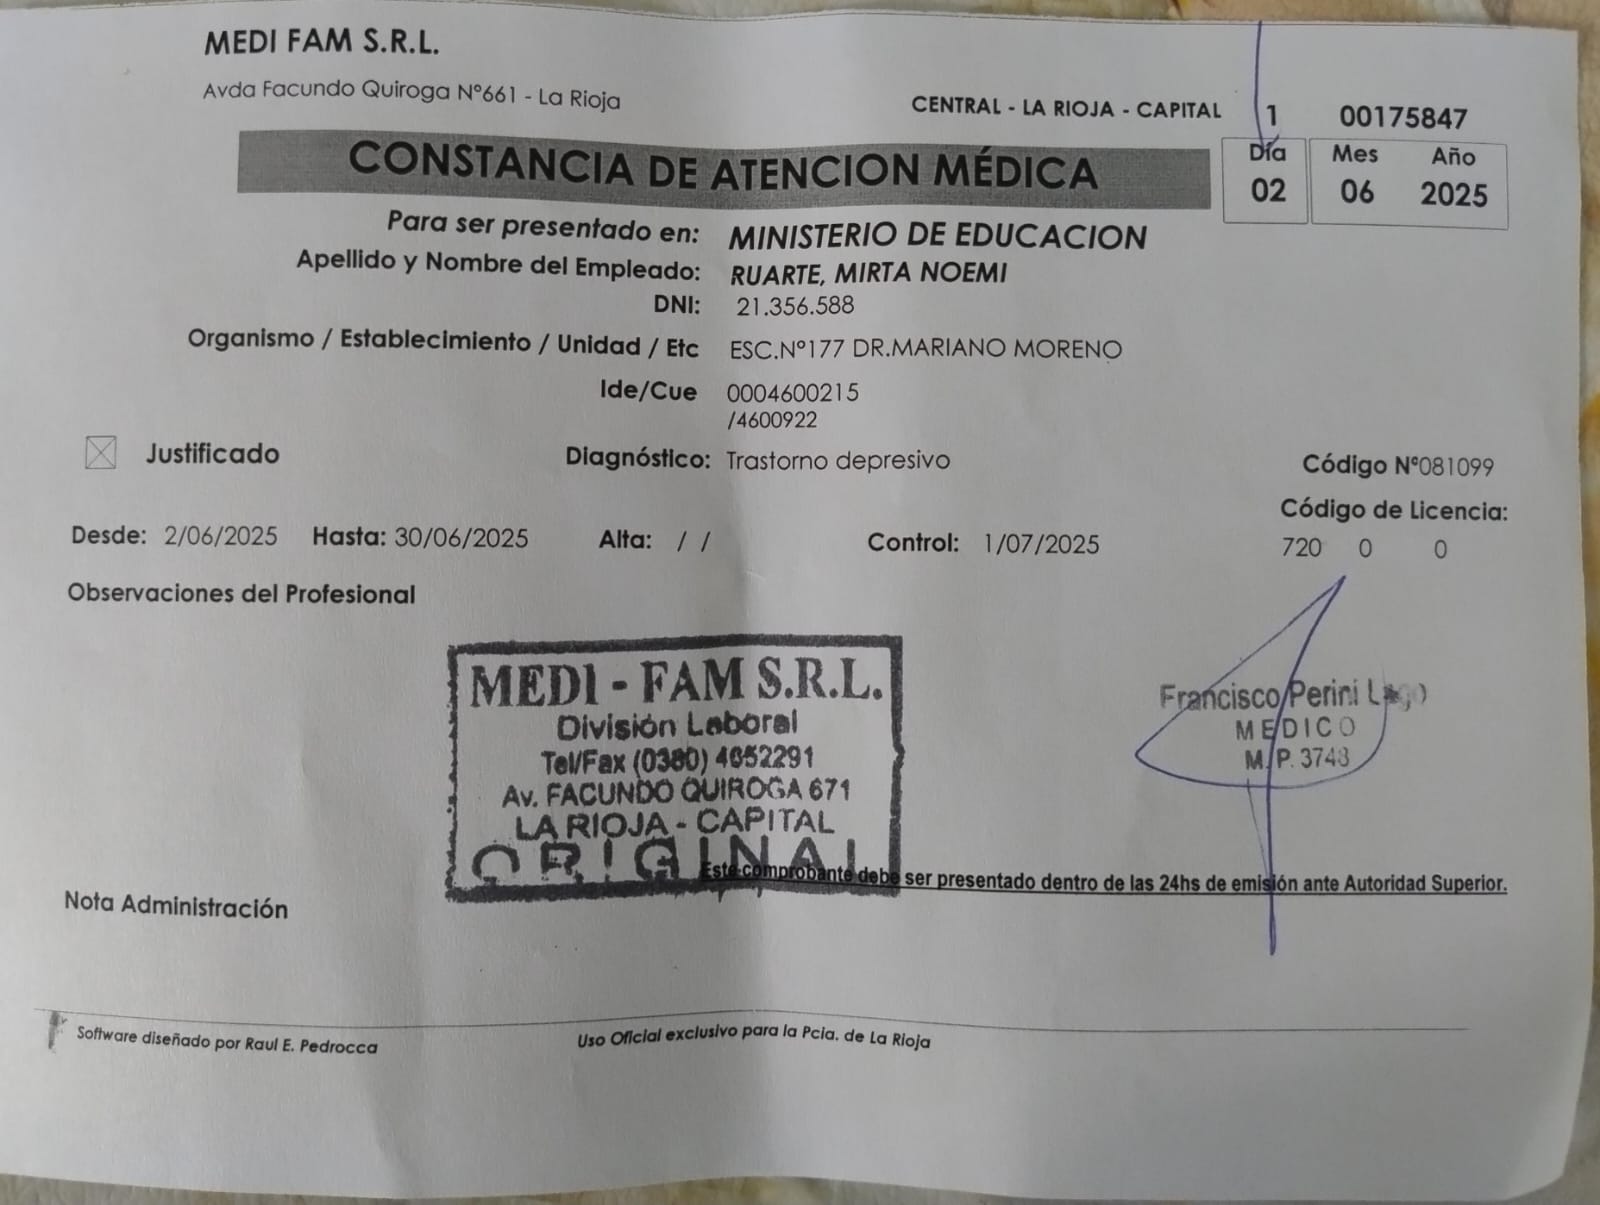 MEDI FAM S.R.L.
Avda Facundo Quiroga Nº661 - La Rioja
CENTRAL - LA RIOJA - CAPITAL 1 00175847
CONSTANCIA DE ATENCION MÉDICA
Día Mes Año
02 06 2025
Para ser presentado en: MINISTERIO DE EDUCACION
Apellido y Nombre del Empleado: RUARTE, MIRTA NOEMI
DNI: 21.356.588
Organismo / Establecimiento / Unidad / Etc ESC.Nº177 DR.MARIANO MORENO
Ide/Cue 0004600215
/4600922
Justificado Diagnóstico: Trastorno depresivo Código Nº081099
Código de Licencia:
Desde: 2/06/2025 Hasta: 30/06/2025 Alta: / / Control: 1/07/2025 720 0 0
Observaciones del Profesional
MEDI - FAM S.R.L.
División Laboral
Tel/Fax (0380) 4652291
Av. FACUNDO QUIROGA 671
LA RIOJA - CAPITAL
ORIGINAL
Francisco Perini
MEDICO
M.P. 3743
Este comprobante debe ser presentado dentro de las 24hs de emisión ante Autoridad Superior.
Nota Administración
Software diseñado por Raul E. Pedrocca
Uso Oficial exclusivo para la Pcia. de La Rioja